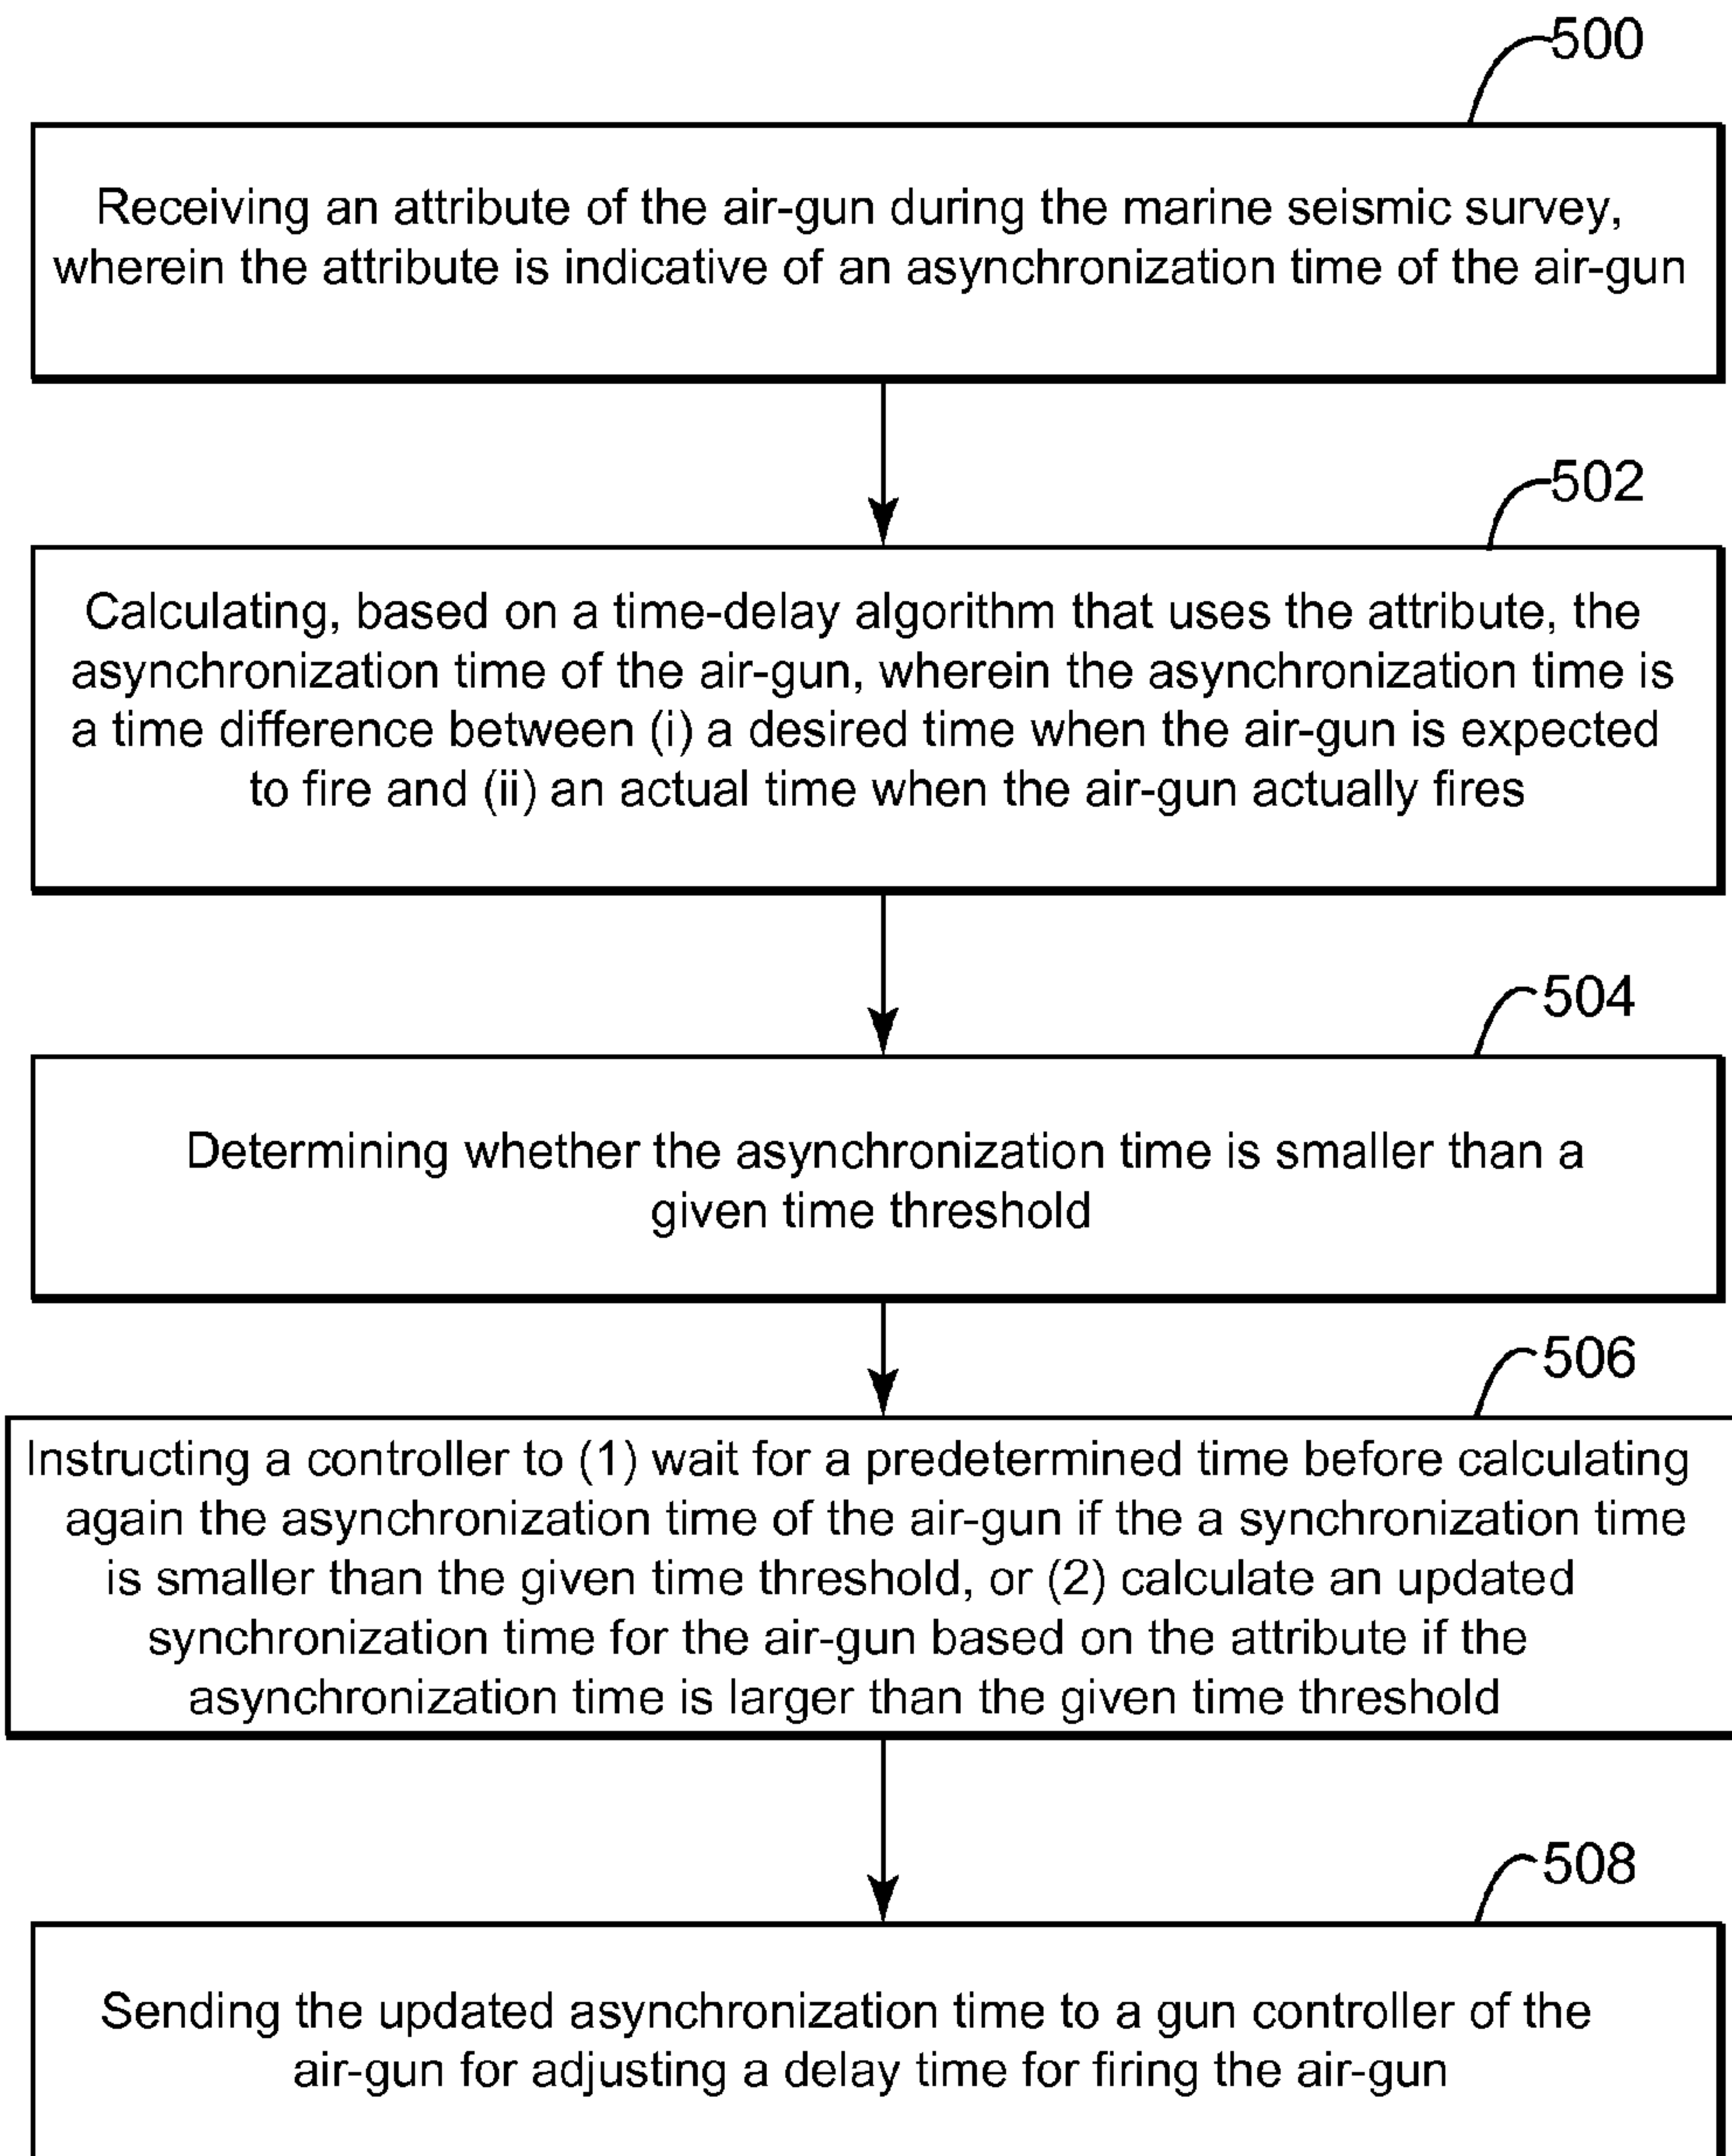 500
Receiving an attribute of the air-gun during the marine seismic survey,
wherein the attribute is indicative of an asynchronization time of the air-gun
502
Calculating, based on a time-delay algorithm that uses the attribute, the
asynchronization time of the air-gun, wherein the asynchronization time is
a time difference between (i) a desired time when the air-gun is expected
to fire and (ii) an actual time when the air-gun actually fires
504
Determining whether the asynchronization time is smaller than a
given time threshold
506
Instructing a controller to (1) wait for a predetermined time before calculating
again the asynchronization time of the air-gun if the a synchronization time
is smaller than the given time threshold, or (2) calculate an updated
synchronization time for the air-gun based on the attribute if the
asynchronization time is larger than the given time threshold
508
Sending the updated asynchronization time to a gun controller of the
air-gun for adjusting a delay time for firing the air-gun